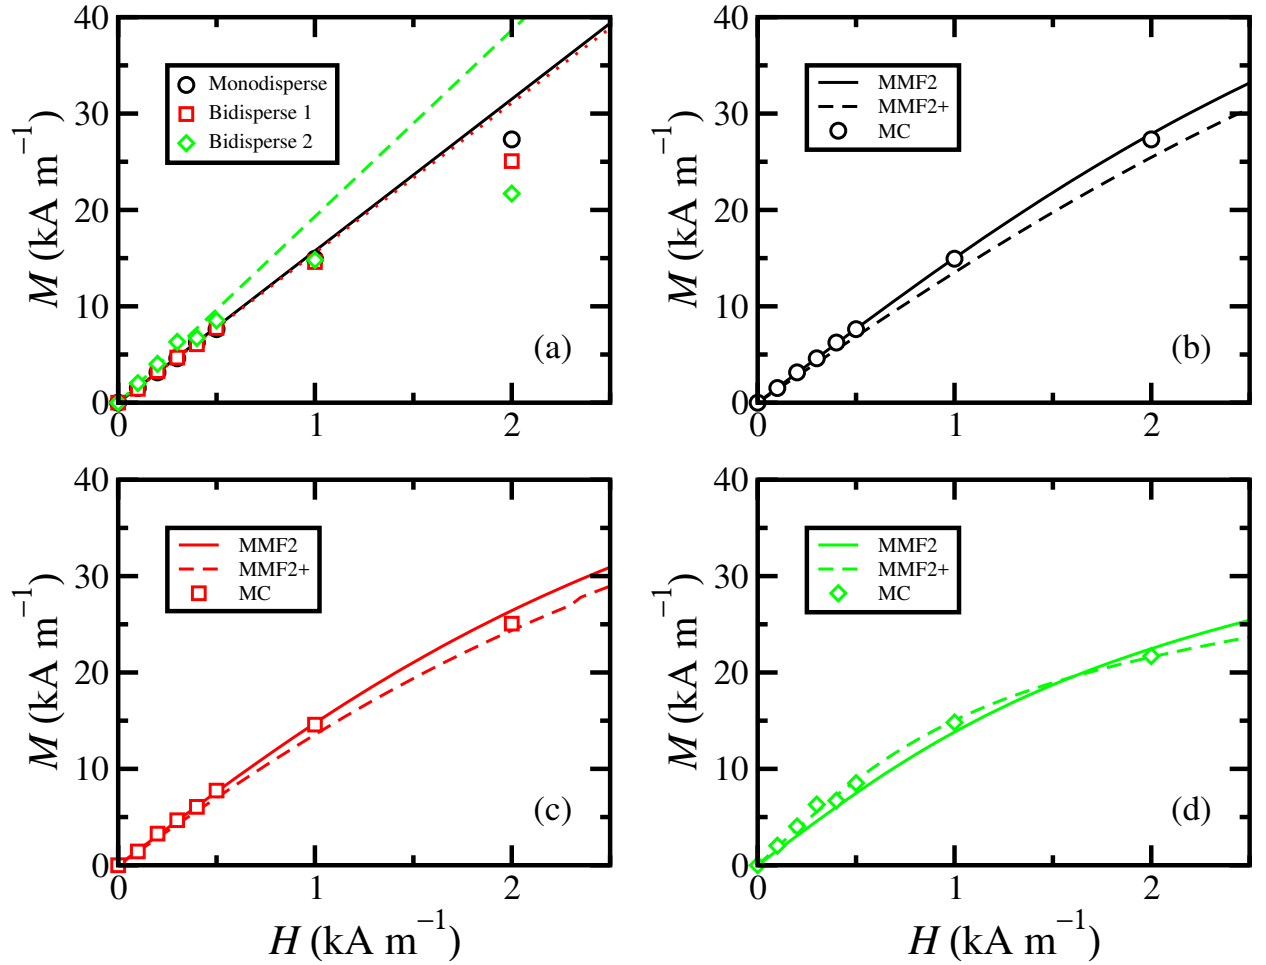 40
30
20
10
0
M (kA m⁻¹)
Monodisperse
Bidisperse 1
Bidisperse 2
(a)
0 1 2
40
30
20
10
0
M (kA m⁻¹)
MMF2
MMF2+
MC
(b)
0 1 2
40
30
20
10
0
M (kA m⁻¹)
MMF2
MMF2+
MC
(c)
0 1 2
H (kA m⁻¹)
40
30
20
10
0
M (kA m⁻¹)
MMF2
MMF2+
MC
(d)
0 1 2
H (kA m⁻¹)